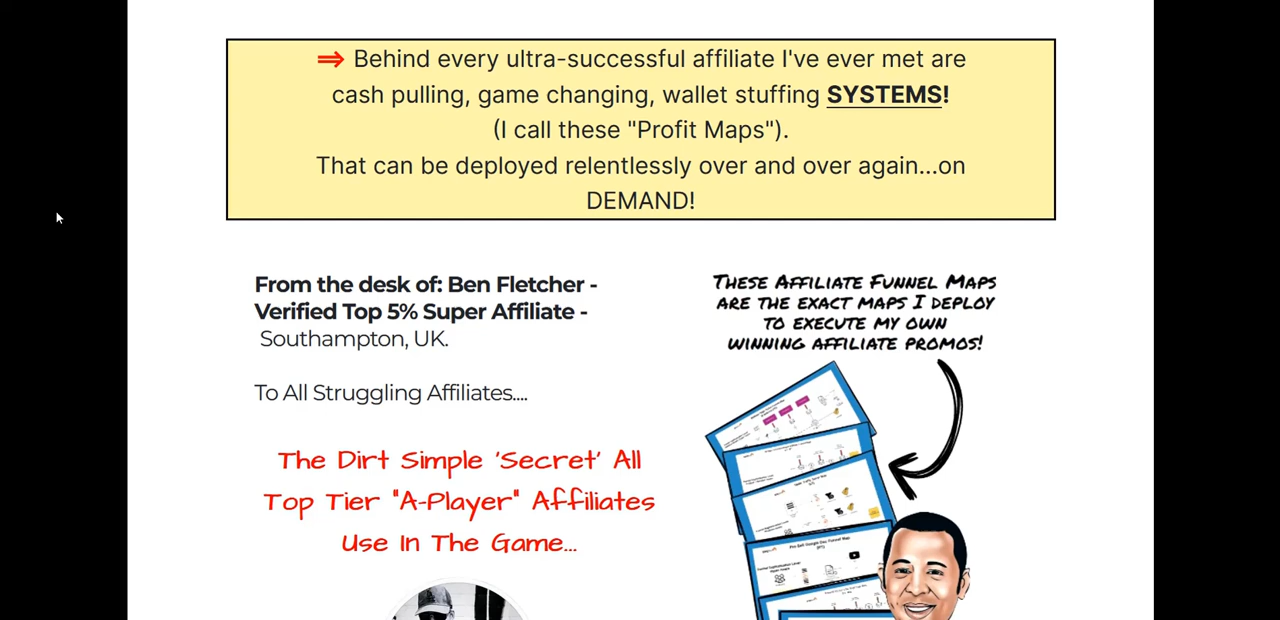 ⇒ Behind every ultra-successful affiliate I've ever met are
cash pulling, game changing, wallet stuffing SYSTEMS!
(I call these "Profit Maps").
That can be deployed relentlessly over and over again...on
DEMAND!
From the desk of: Ben Fletcher -
Verified Top 5% Super Affiliate -
Southampton, UK.
To All Struggling Affiliates....
The Dirt Simple 'Secret' All
Top Tier "A-Player" Affiliates
Use In The Game...
These Affiliate Funnel Maps
are the exact maps I deploy
to execute my own
winning affiliate promos!